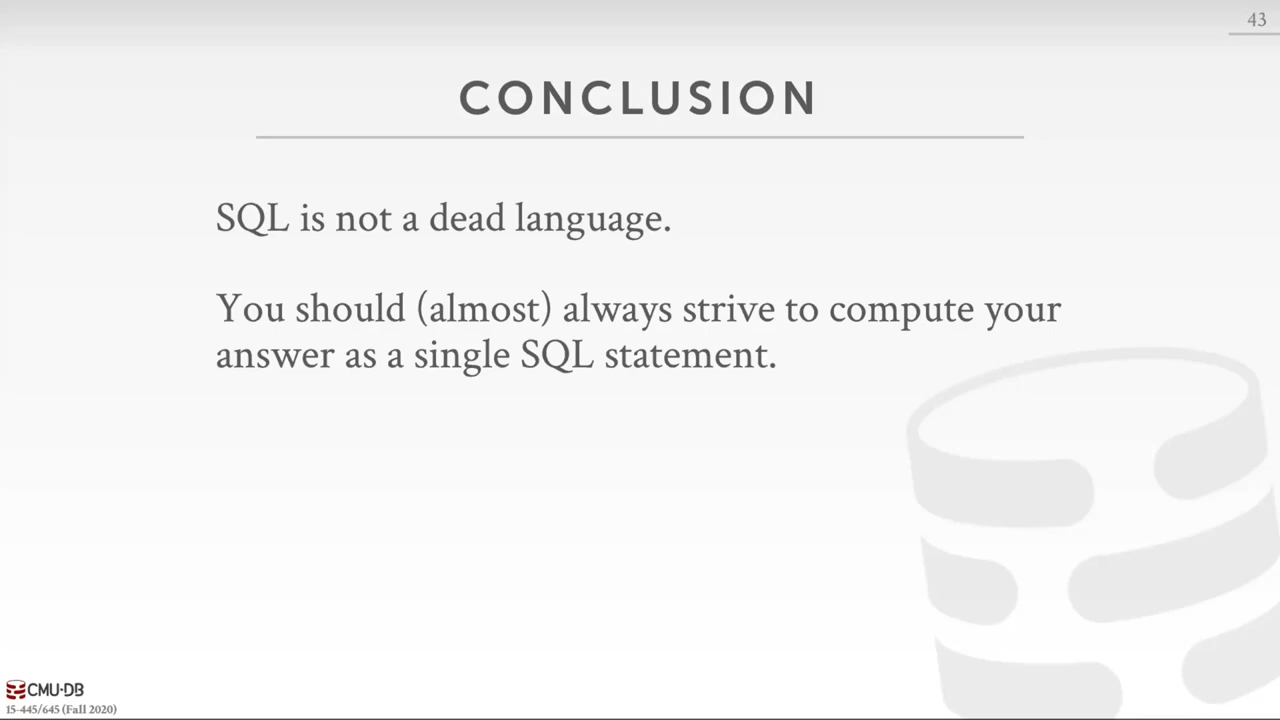 43
CONCLUSION
SQL is not a dead language.
You should (almost) always strive to compute your
answer as a single SQL statement.
CMU·DB
15-445/645 (Fall 2020)